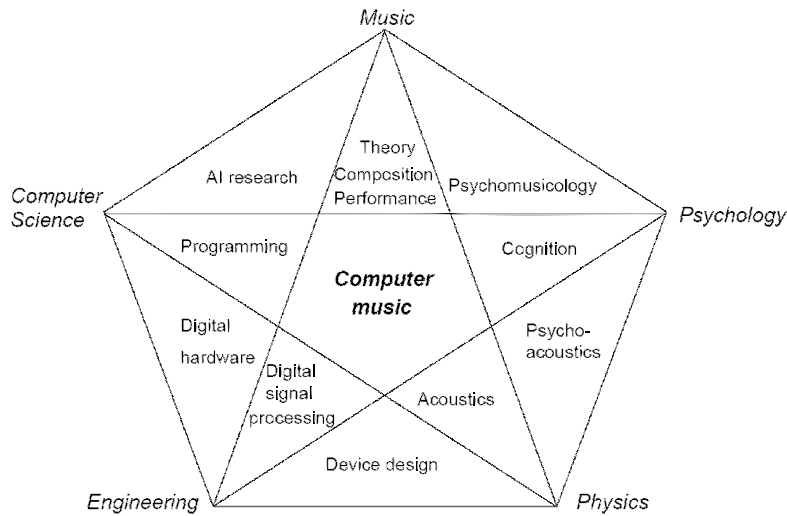 Music
Theory
AI research
Composition
Performance
Psychomusicology
Computer
Science
Psychology
Programming
Cognition
Computer
music
Digital
hardware
Psycho-
acoustics
Digital
signal
processing
Acoustics
Device design
Engineering
Physics